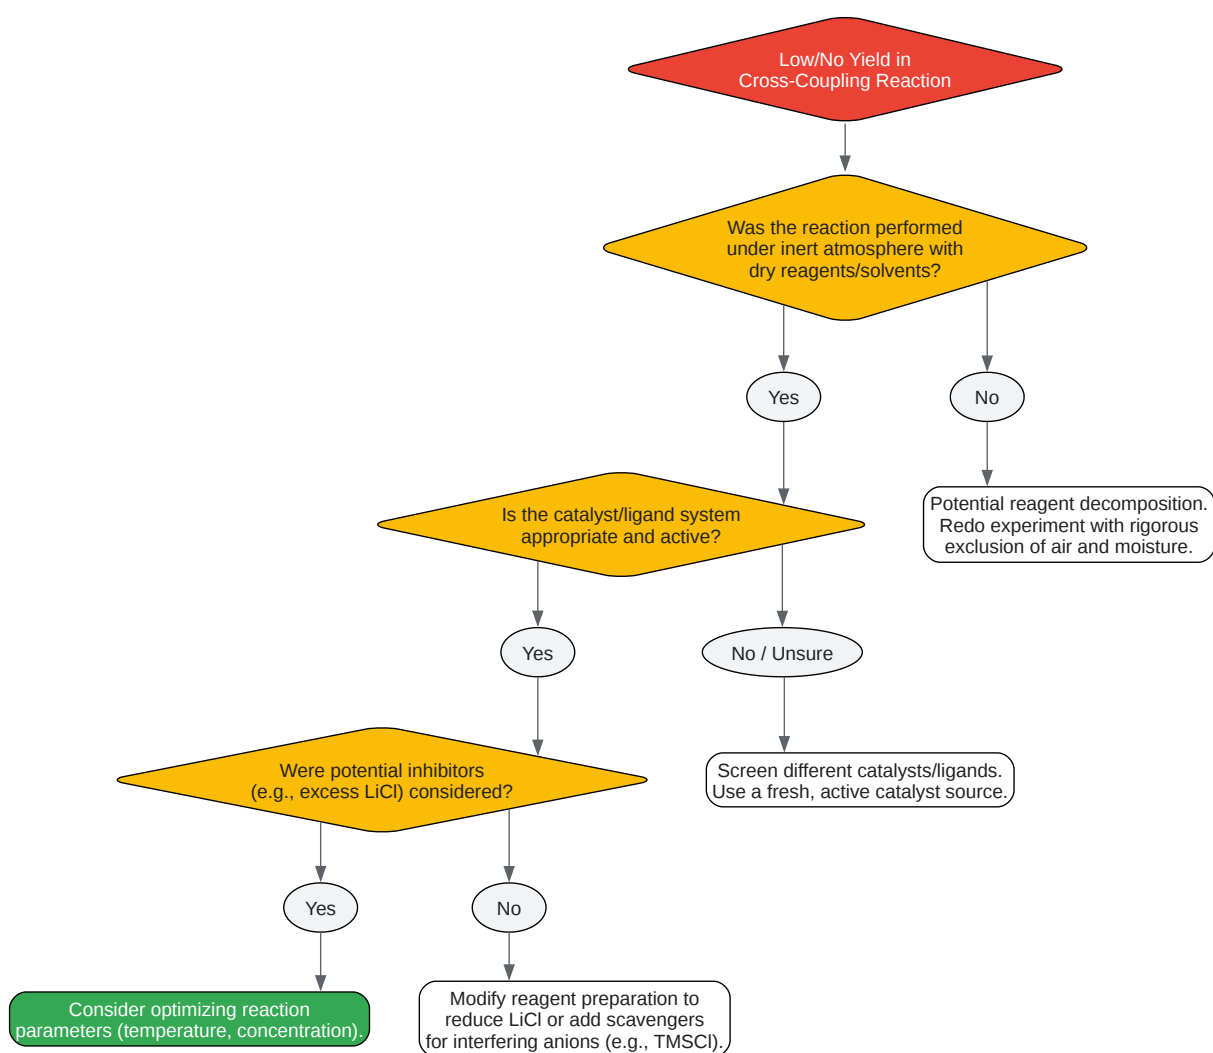 Low/No Yield in
Cross-Coupling Reaction
Was the reaction performed
under inert atmosphere with
dry reagents/solvents?
Yes
No
Potential reagent decomposition.
Redo experiment with rigorous
exclusion of air and moisture.
Is the catalyst/ligand system
appropriate and active?
Yes
No / Unsure
Screen different catalysts/ligands.
Use a fresh, active catalyst source.
Were potential inhibitors
(e.g., excess LiCl) considered?
Yes
No
Consider optimizing reaction
parameters (temperature, concentration).
Modify reagent preparation to
reduce LiCl or add scavengers
for interfering anions (e.g., TMSCl).